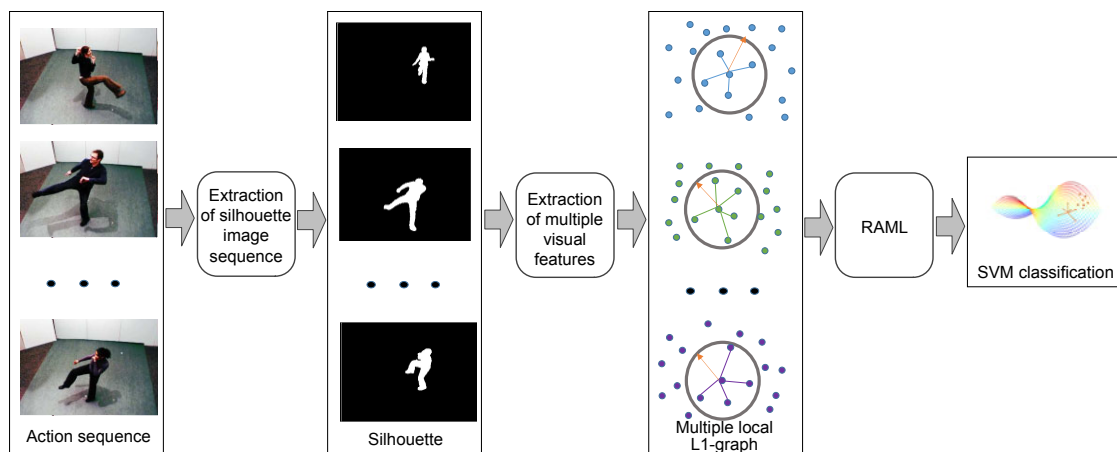 Action sequence
Extraction
of silhouette
image
sequence
Silhouette
Extraction
of multiple
visual
features
Multiple local
L1-graph
RAML
SVM classification